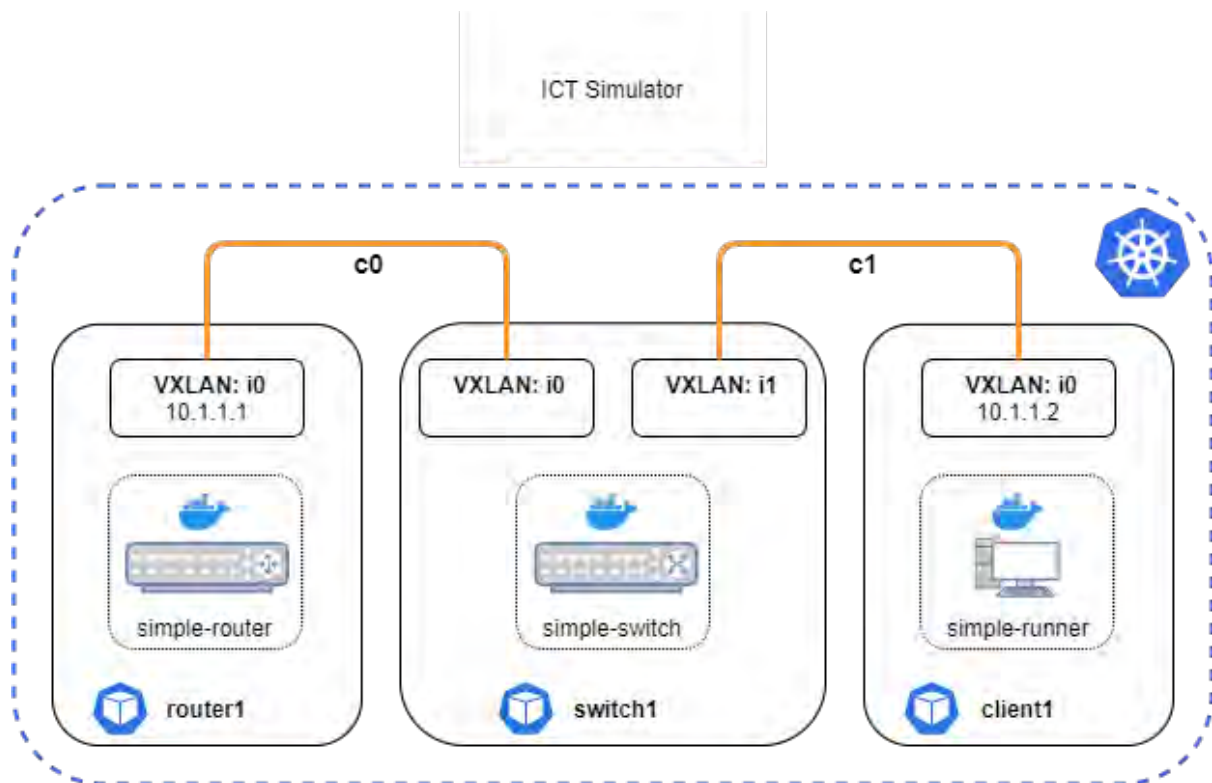 ICT Simulator
c0
c1
VXLAN: i0
10.1.1.1
VXLAN: i0
VXLAN: i1
VXLAN: i0
10.1.1.2
simple-router
simple-switch
simple-runner
router1
switch1
client1